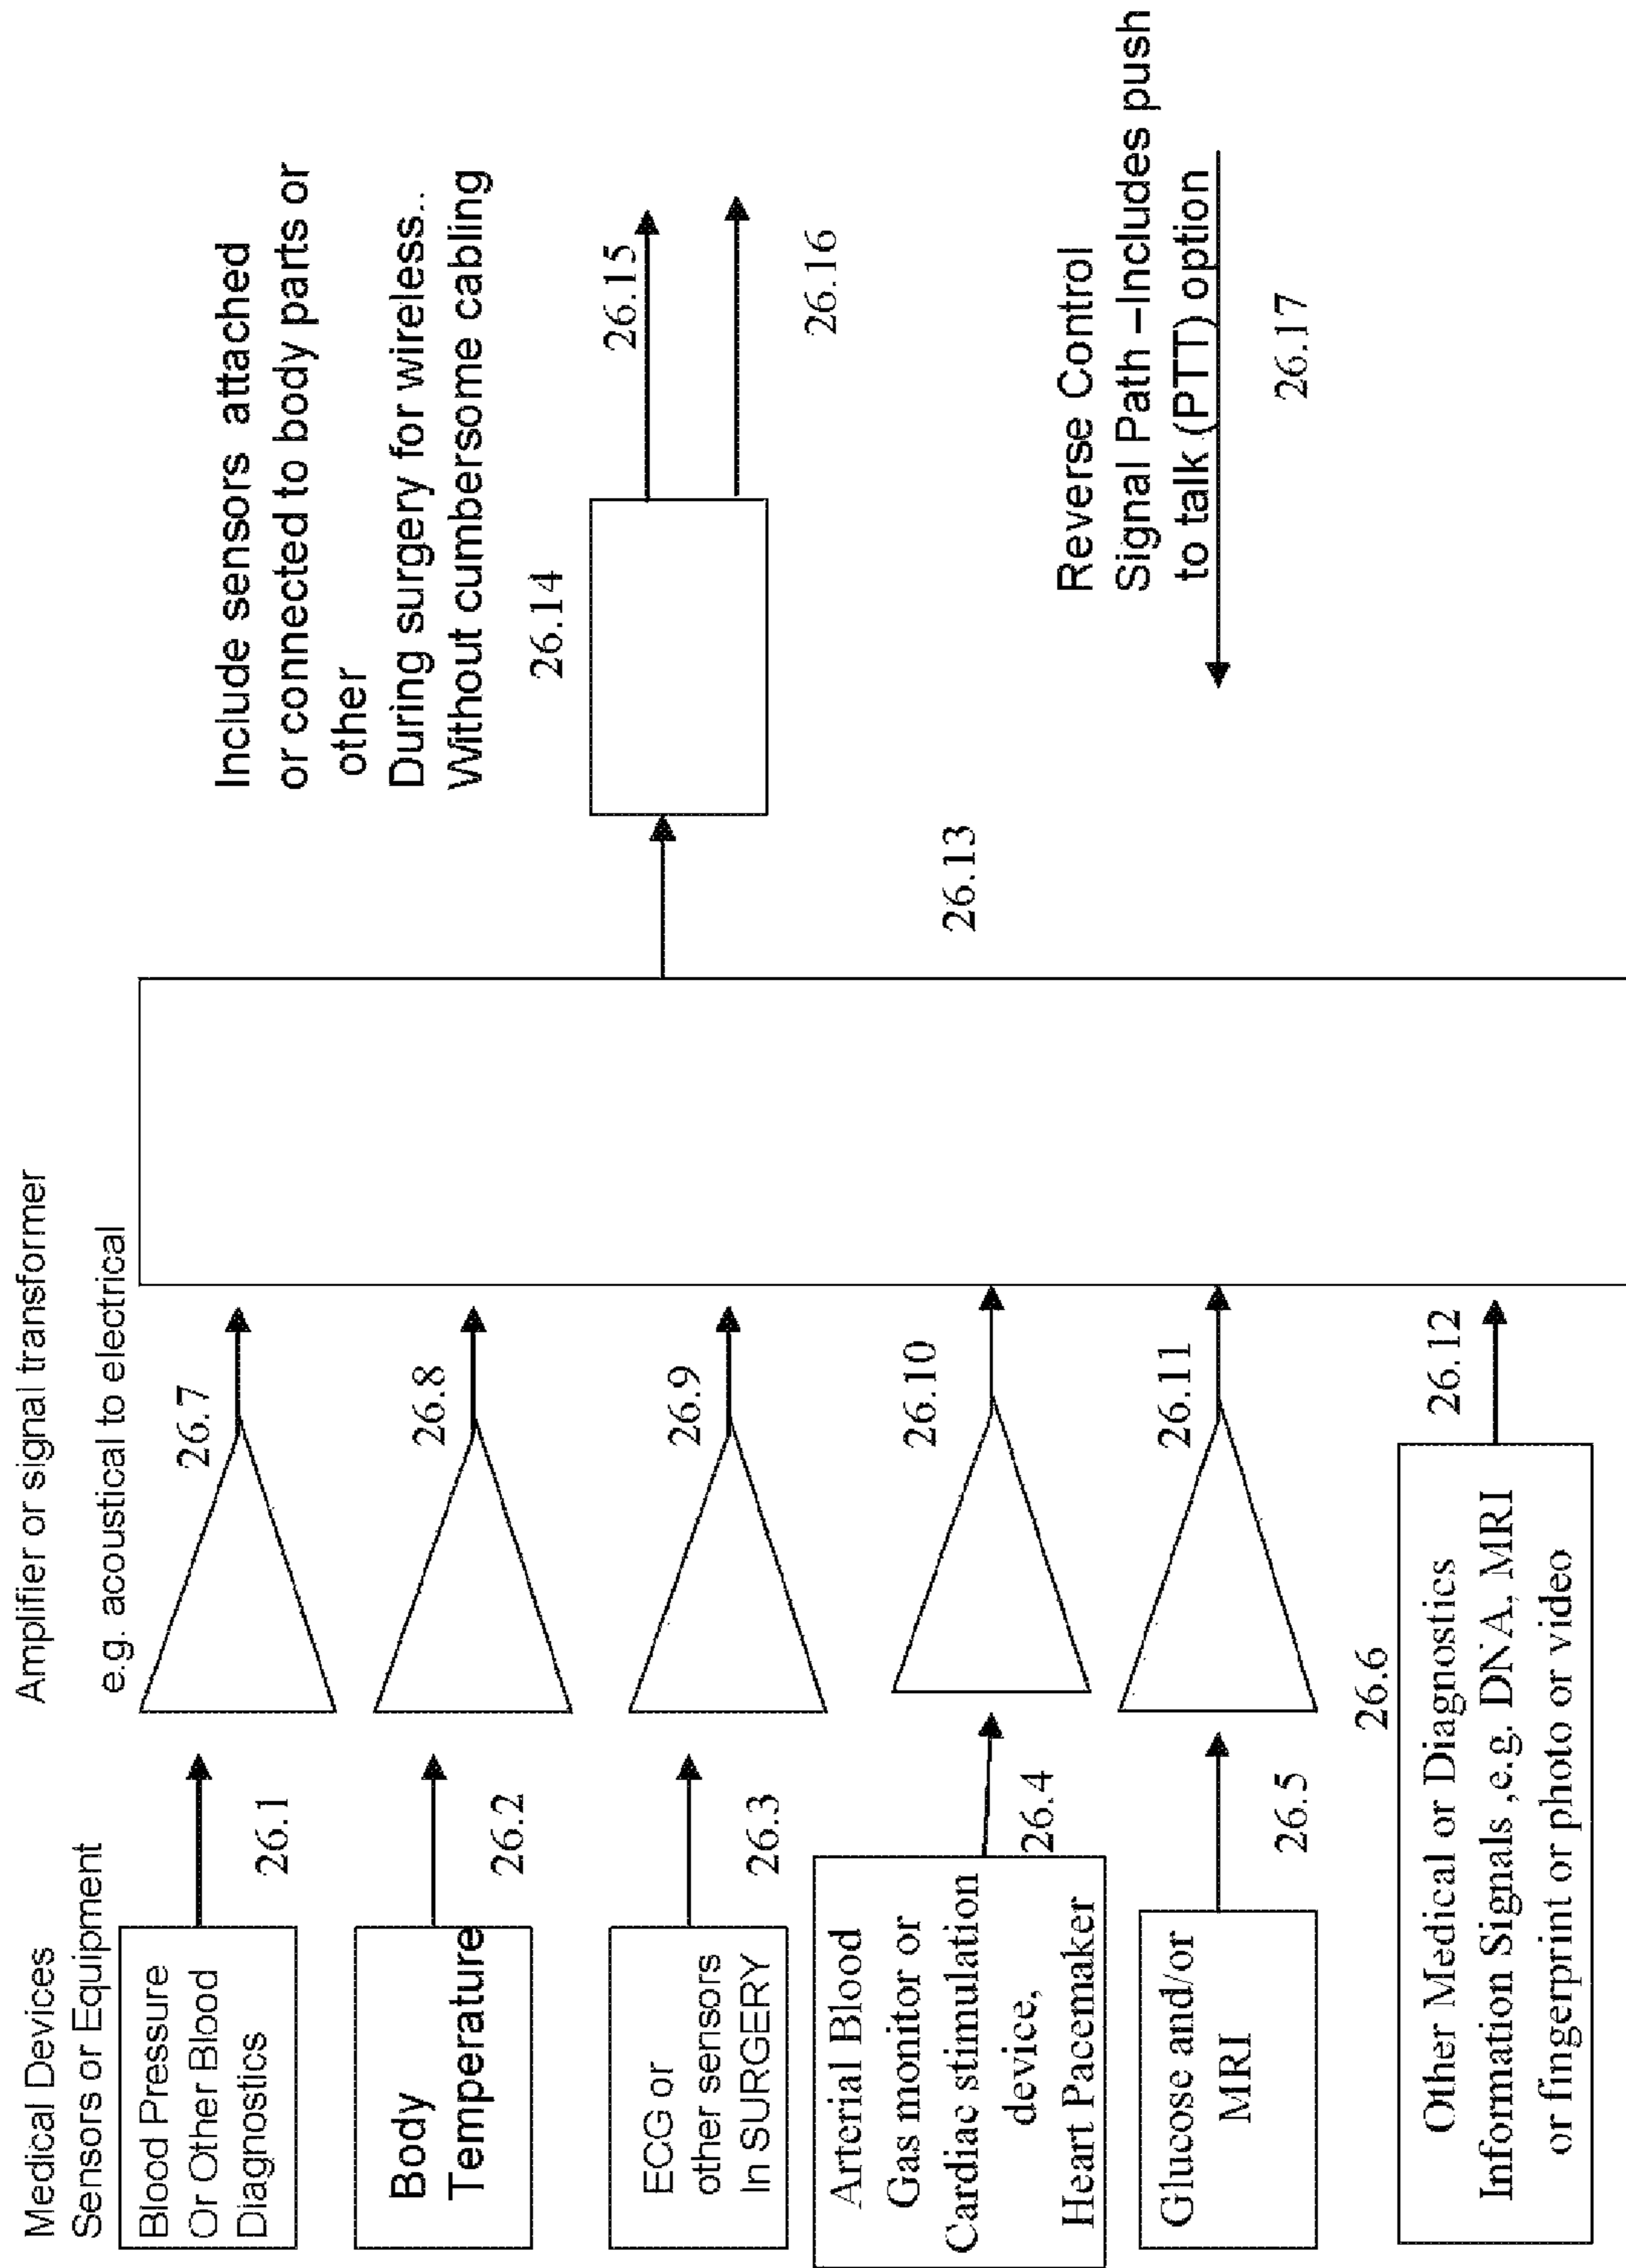 Medical Devices
Sensors or Equipment
Amplifier or signal transformer
e.g. acoustical to electrical
Blood Pressure
Or Other Blood
Diagnostics
26.1
26.7
Body
Temperature
26.2
26.8
ECG or
other sensors
In SURGERY
26.3
26.9
Arterial Blood
Gas monitor or
Cardiac stimulation
device,
Heart Pacemaker
26.4
26.10
Glucose and/or
MRI
26.5
26.11
26.6
Other Medical or Diagnostics
Information Signals ,e.g. DNA, MRI
or fingerprint or photo or video
26.12
26.13
Include sensors attached
or connected to body parts or
other
During surgery for wireless..
Without cumbersome cabling
26.14
26.15
26.16
Reverse Control
Signal Path –Includes push
to talk (PTT) option
26.17